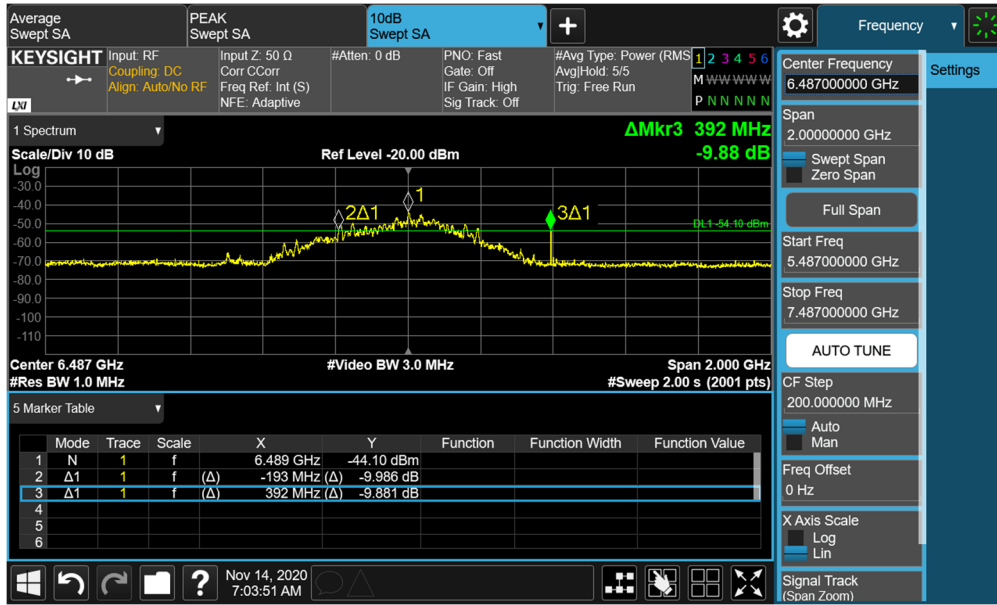 Average PEAK 10dB
Swept SA Swept SA Swept SA
Frequency
KEYSIGHT
LXI
Input: RF
Coupling: DC
Align: Auto/No RF
Input Z: 50 Ω
Corr CCorr
Freq Ref: Int (S)
NFE: Adaptive
#Atten: 0 dB
PNO: Fast
Gate: Off
IF Gain: High
Sig Track: Off
#Avg Type: Power (RMS
Avg|Hold: 5/5
Trig: Free Run
1 2 3 4 5 6
M W W W W W
P N N N N N
1 Spectrum
ΔMkr3 392 MHz
-9.88 dB
Scale/Div 10 dB
Ref Level -20.00 dBm
Log
-30.0
-40.0
-50.0
-60.0
-70.0
-80.0
-90.0
-100
-110
1
2Δ1
3Δ1
DL1 -54.10 dBm
Center 6.487 GHz #Video BW 3.0 MHz Span 2.000 GHz
#Res BW 1.0 MHz #Sweep 2.00 s (2001 pts)
5 Marker Table
Mode Trace Scale X Y Function Function Width Function Value
1 N 1 f 6.489 GHz -44.10 dBm
2 Δ1 1 f (Δ) -193 MHz (Δ) -9.986 dB
3 Δ1 1 f (Δ) 392 MHz (Δ) -9.881 dB
4
5
6
?
Nov 14, 2020
7:03:51 AM
Center Frequency
6.487000000 GHz
Span
2.00000000 GHz
Swept Span
Zero Span
Full Span
Start Freq
5.487000000 GHz
Stop Freq
7.487000000 GHz
AUTO TUNE
CF Step
200.000000 MHz
Auto
Man
Freq Offset
0 Hz
X Axis Scale
Log
Lin
Signal Track
(Span Zoom)
Settings